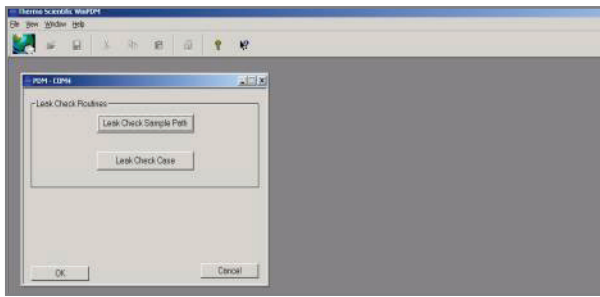 Thermo Scientific WinPDM
File View Window Help
PDM - COM4
Leak Check Routines
Leak Check Sample Path
Leak Check Case
OK
Cancel